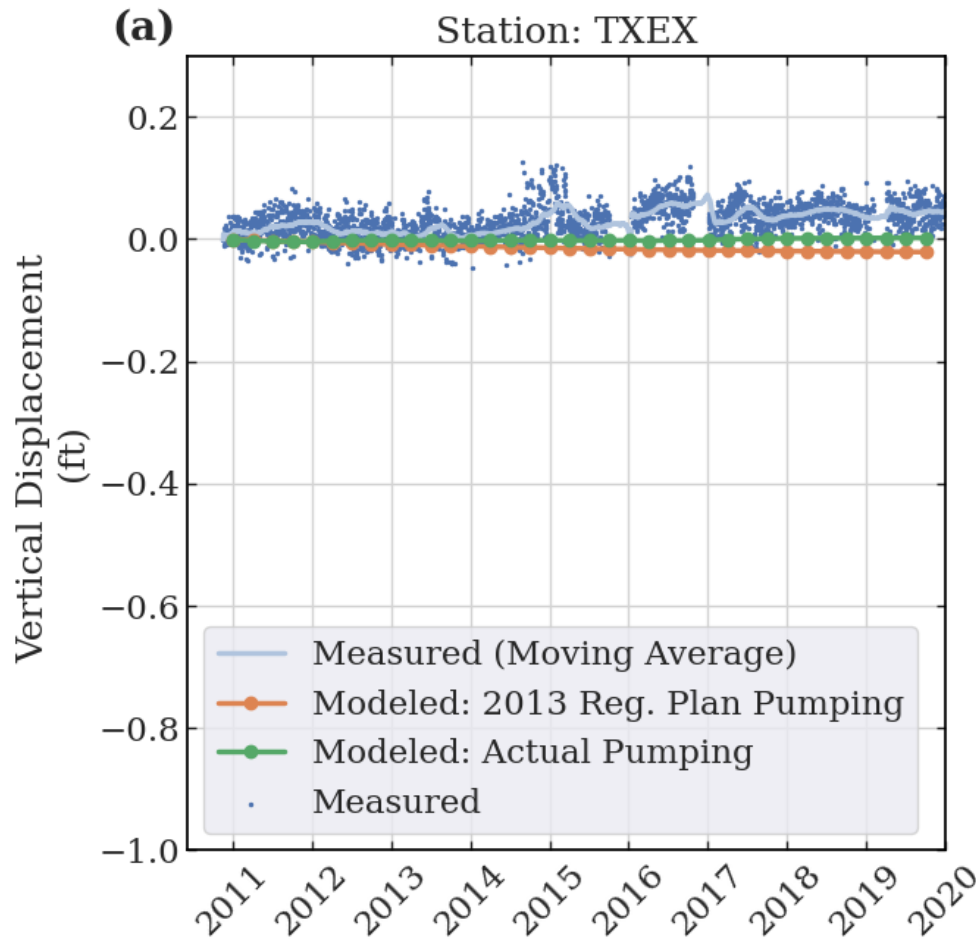 (a)
Station: TXEX
Vertical Displacement
(ft)
0.2
0.0
−0.2
−0.4
−0.6
−0.8
−1.0
Measured (Moving Average)
Modeled: 2013 Reg. Plan Pumping
Modeled: Actual Pumping
Measured
2011
2012
2013
2014
2015
2016
2017
2018
2019
2020